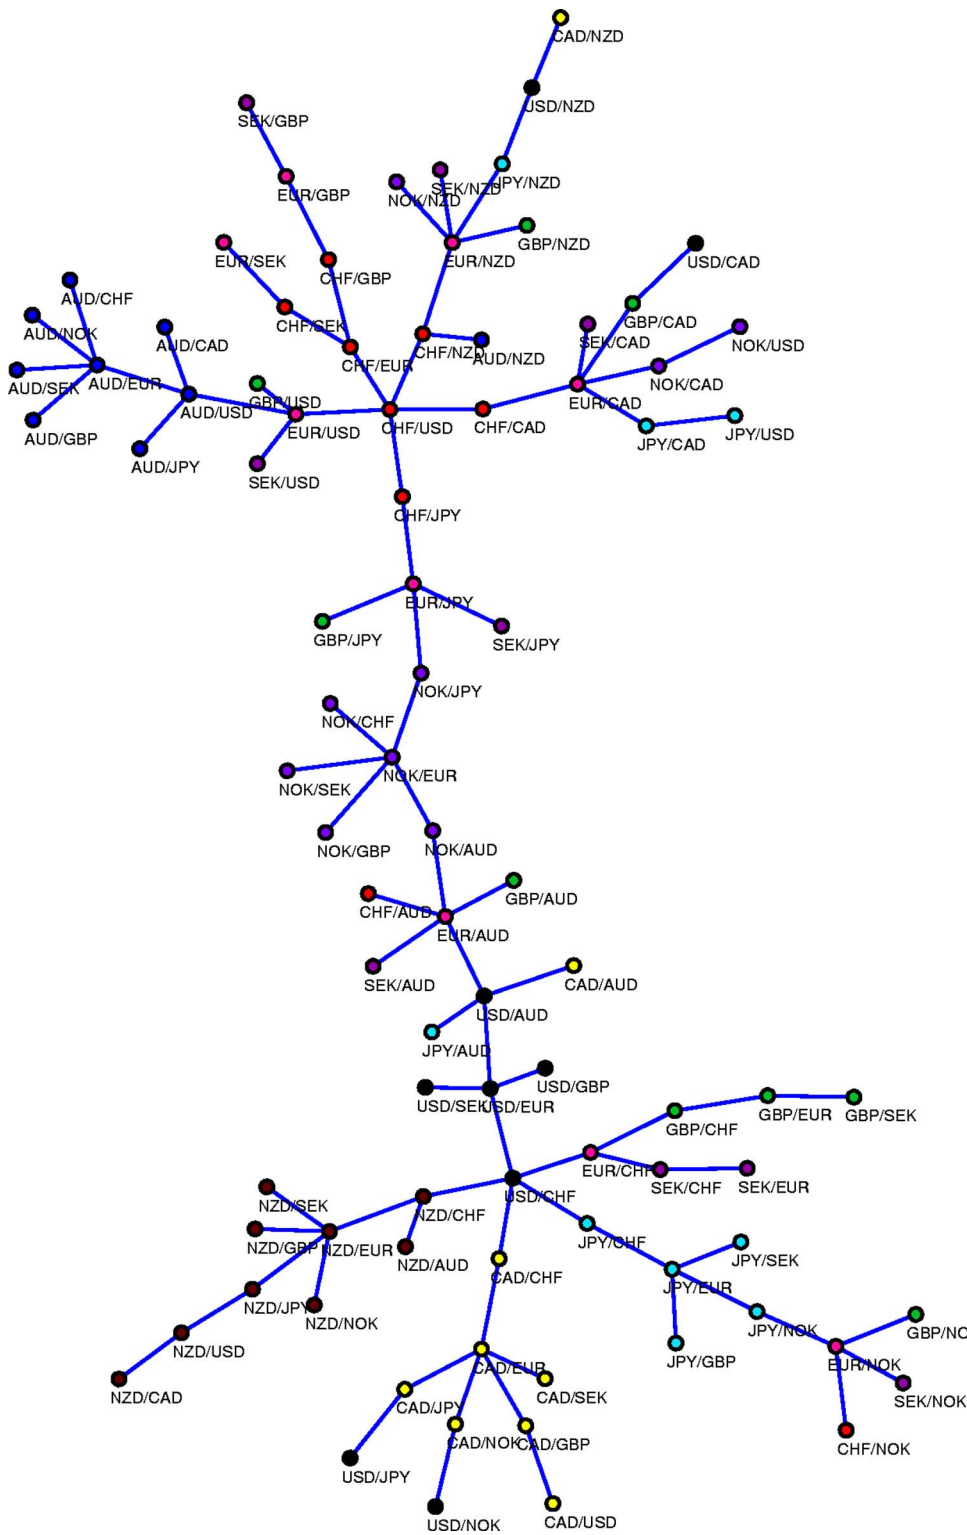 CAD/NZD
USD/NZD
SEK/GBP
JPY/NZD
SEK/NZD
EUR/GBP
NOK/NZD
GBP/NZD
EUR/SEK
CHF/GBP
EUR/NZD
USD/CAD
AUD/CHF
CHF/SEK
GBP/CAD
AUD/NOK
AUD/CAD
CHF/EUR
CHF/NZD
AUD/NZD
SEK/CAD
NOK/USD
AUD/SEK
AUD/EUR
NOK/CAD
AUD/USD
GBP/USD
EUR/CAD
AUD/GBP
EUR/USD
CHF/USD
CHF/CAD
JPY/CAD
JPY/USD
AUD/JPY
SEK/USD
CHF/JPY
EUR/JPY
GBP/JPY
SEK/JPY
NOK/JPY
NOK/CHF
NOK/EUR
NOK/SEK
NOK/GBP
NOK/AUD
CHF/AUD
GBP/AUD
EUR/AUD
SEK/AUD
CAD/AUD
USD/AUD
JPY/AUD
USD/GBP
USD/SEK
USD/EUR
GBP/CHF
GBP/EUR
GBP/SEK
EUR/CHF
SEK/CHF
SEK/EUR
USD/CHF
NZD/SEK
NZD/CHF
NZD/GBP
NZD/EUR
NZD/AUD
JPY/CHF
JPY/SEK
CAD/CHF
JPY/EUR
NZD/JPY
NZD/NOK
JPY/NOK
GBP/NO
NZD/USD
JPY/GBP
EUR/NOK
CAD/EUR
NZD/CAD
CAD/JPY
CAD/SEK
SEK/NOK
CAD/NOK
CAD/GBP
CHF/NOK
USD/JPY
USD/NOK
CAD/USD